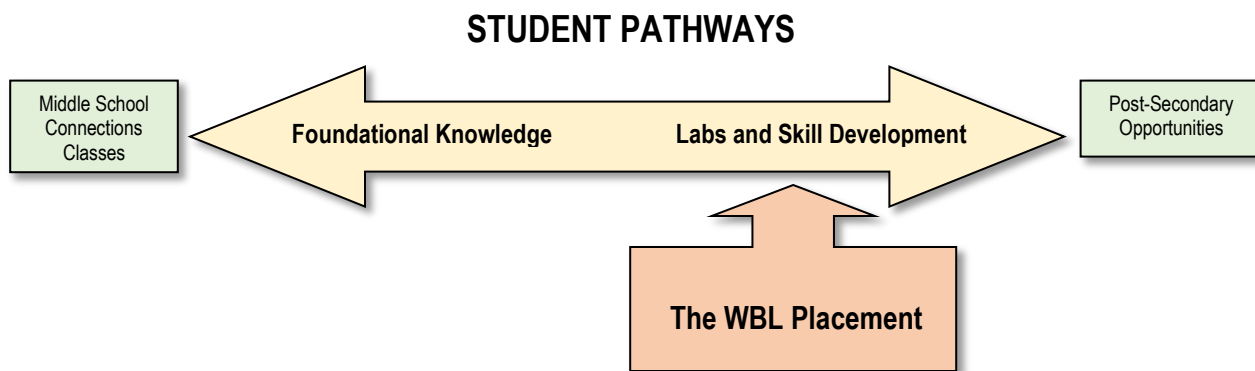 STUDENT PATHWAYS
Middle School
Connections
Classes
Foundational Knowledge
Labs and Skill Development
Post-Secondary
Opportunities
The WBL Placement